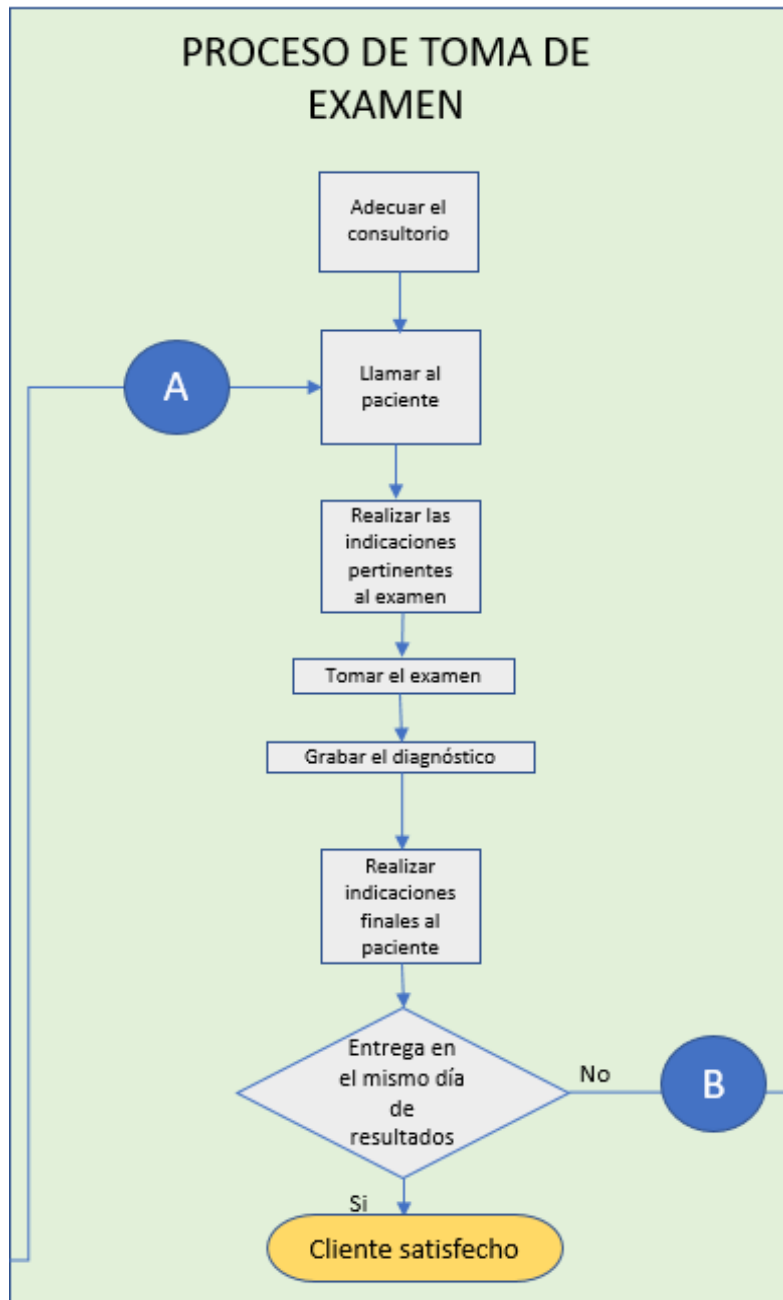 PROCESO DE TOMA DE
EXAMEN
Adecuar el
consultorio
A
Llamar al
paciente
Realizar las
indicaciones
pertinentes
al examen
Tomar el examen
Grabar el diagnóstico
Realizar
indicaciones
finales al
paciente
Entrega en
el mismo día
de
resultados
No
B
Si
Cliente satisfecho